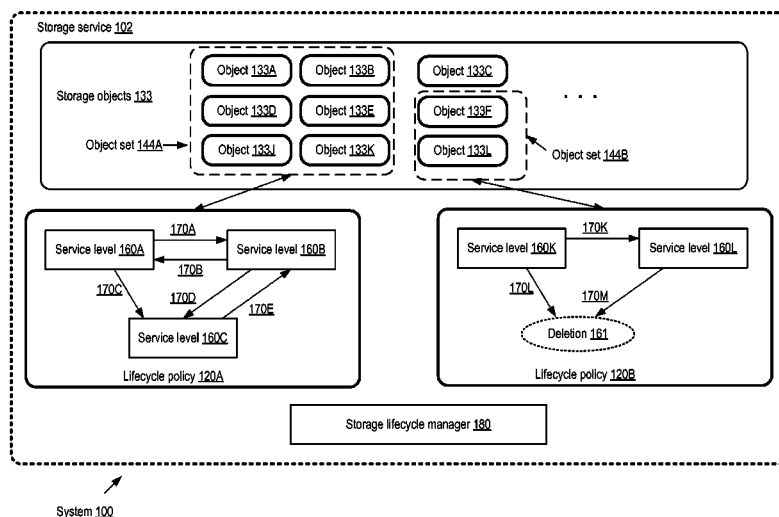 Storage service 102
Object 133A
Object 133B
Object 133C
Storage objects 133
Object 133D
Object 133E
Object 133F
. . .
Object set 144A
Object 133J
Object 133K
Object 133L
Object set 144B
170A
Service level 160A
Service level 160B
170B
170C
170D
170E
Service level 160C
Lifecycle policy 120A
170K
Service level 160K
Service level 160L
170L
170M
Deletion 161
Lifecycle policy 120B
Storage lifecycle manager 180
System 100